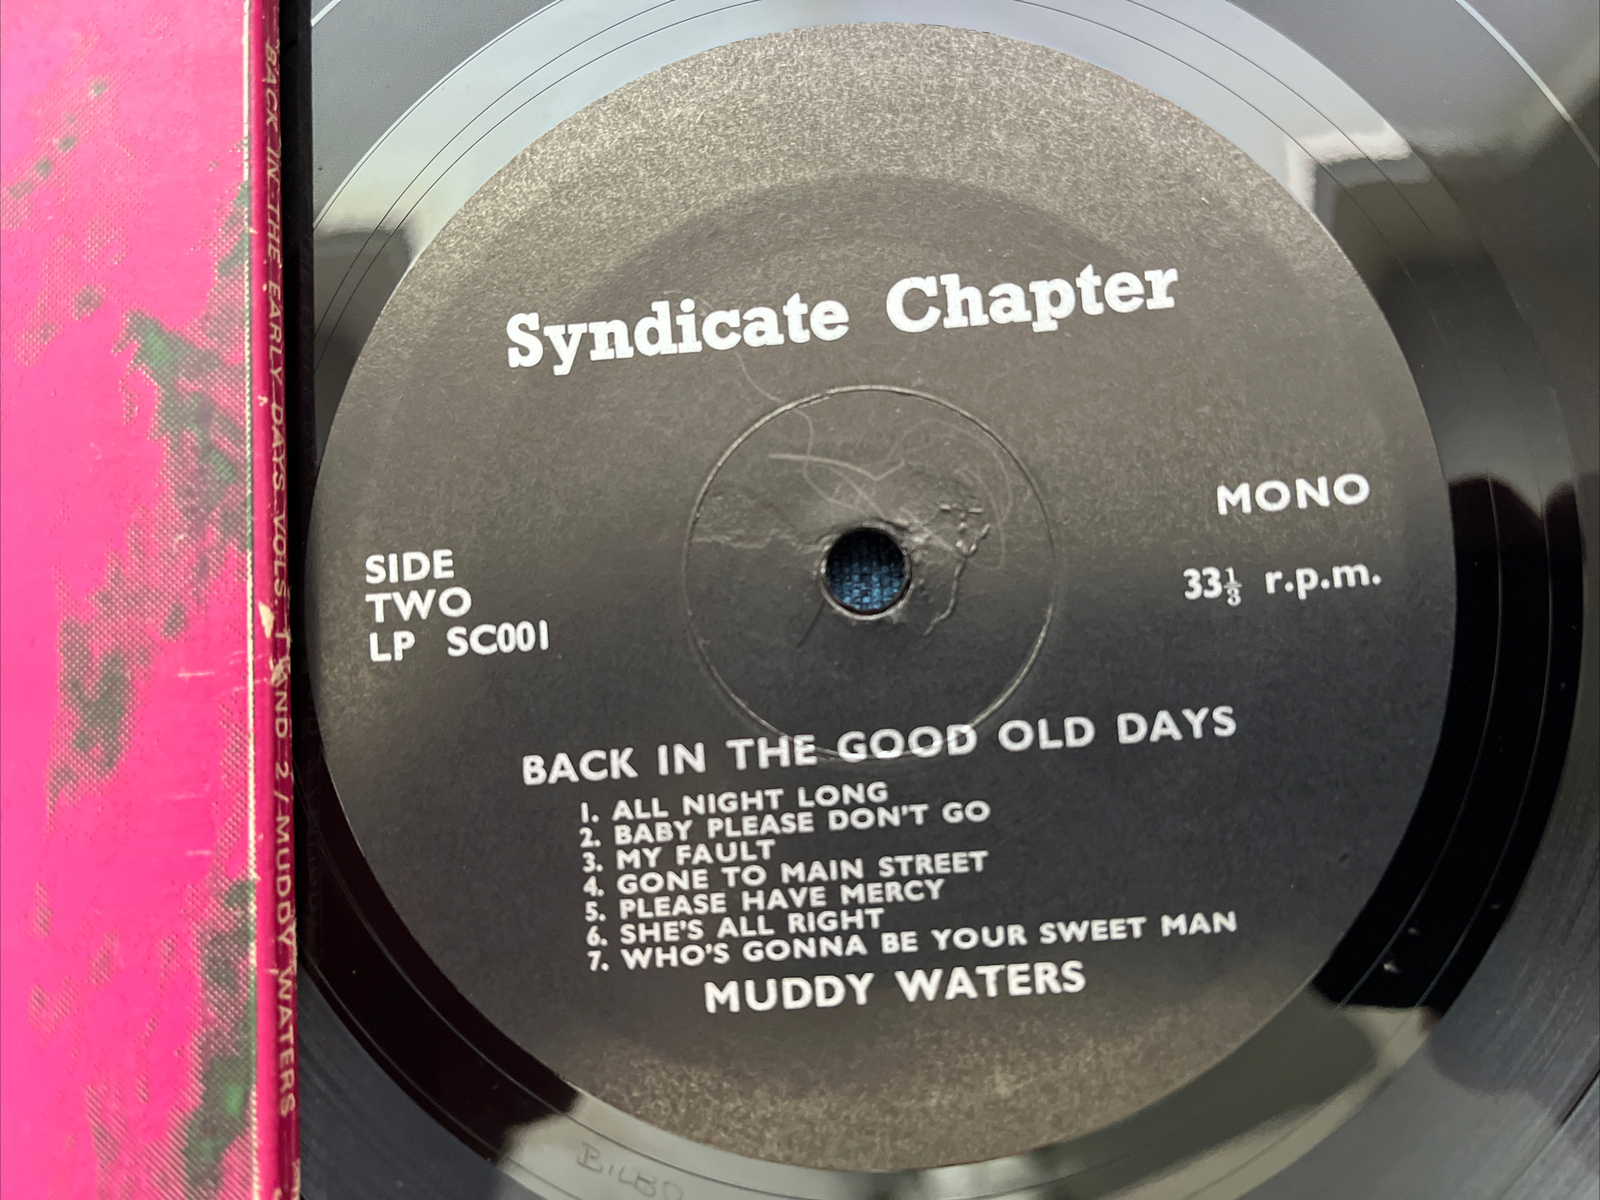 BACK IN THE EARLY DAYS VOLS 1 AND 2 / MUDDY WATERS
Syndicate Chapter
MONO
33⅓ r.p.m.
SIDE
TWO
LP SC001
BACK IN THE GOOD OLD DAYS
1. ALL NIGHT LONG
2. BABY PLEASE DON'T GO
3. MY FAULT
4. GONE TO MAIN STREET
5. PLEASE HAVE MERCY
6. SHE'S ALL RIGHT
7. WHO'S GONNA BE YOUR SWEET MAN
MUDDY WATERS
BILBO